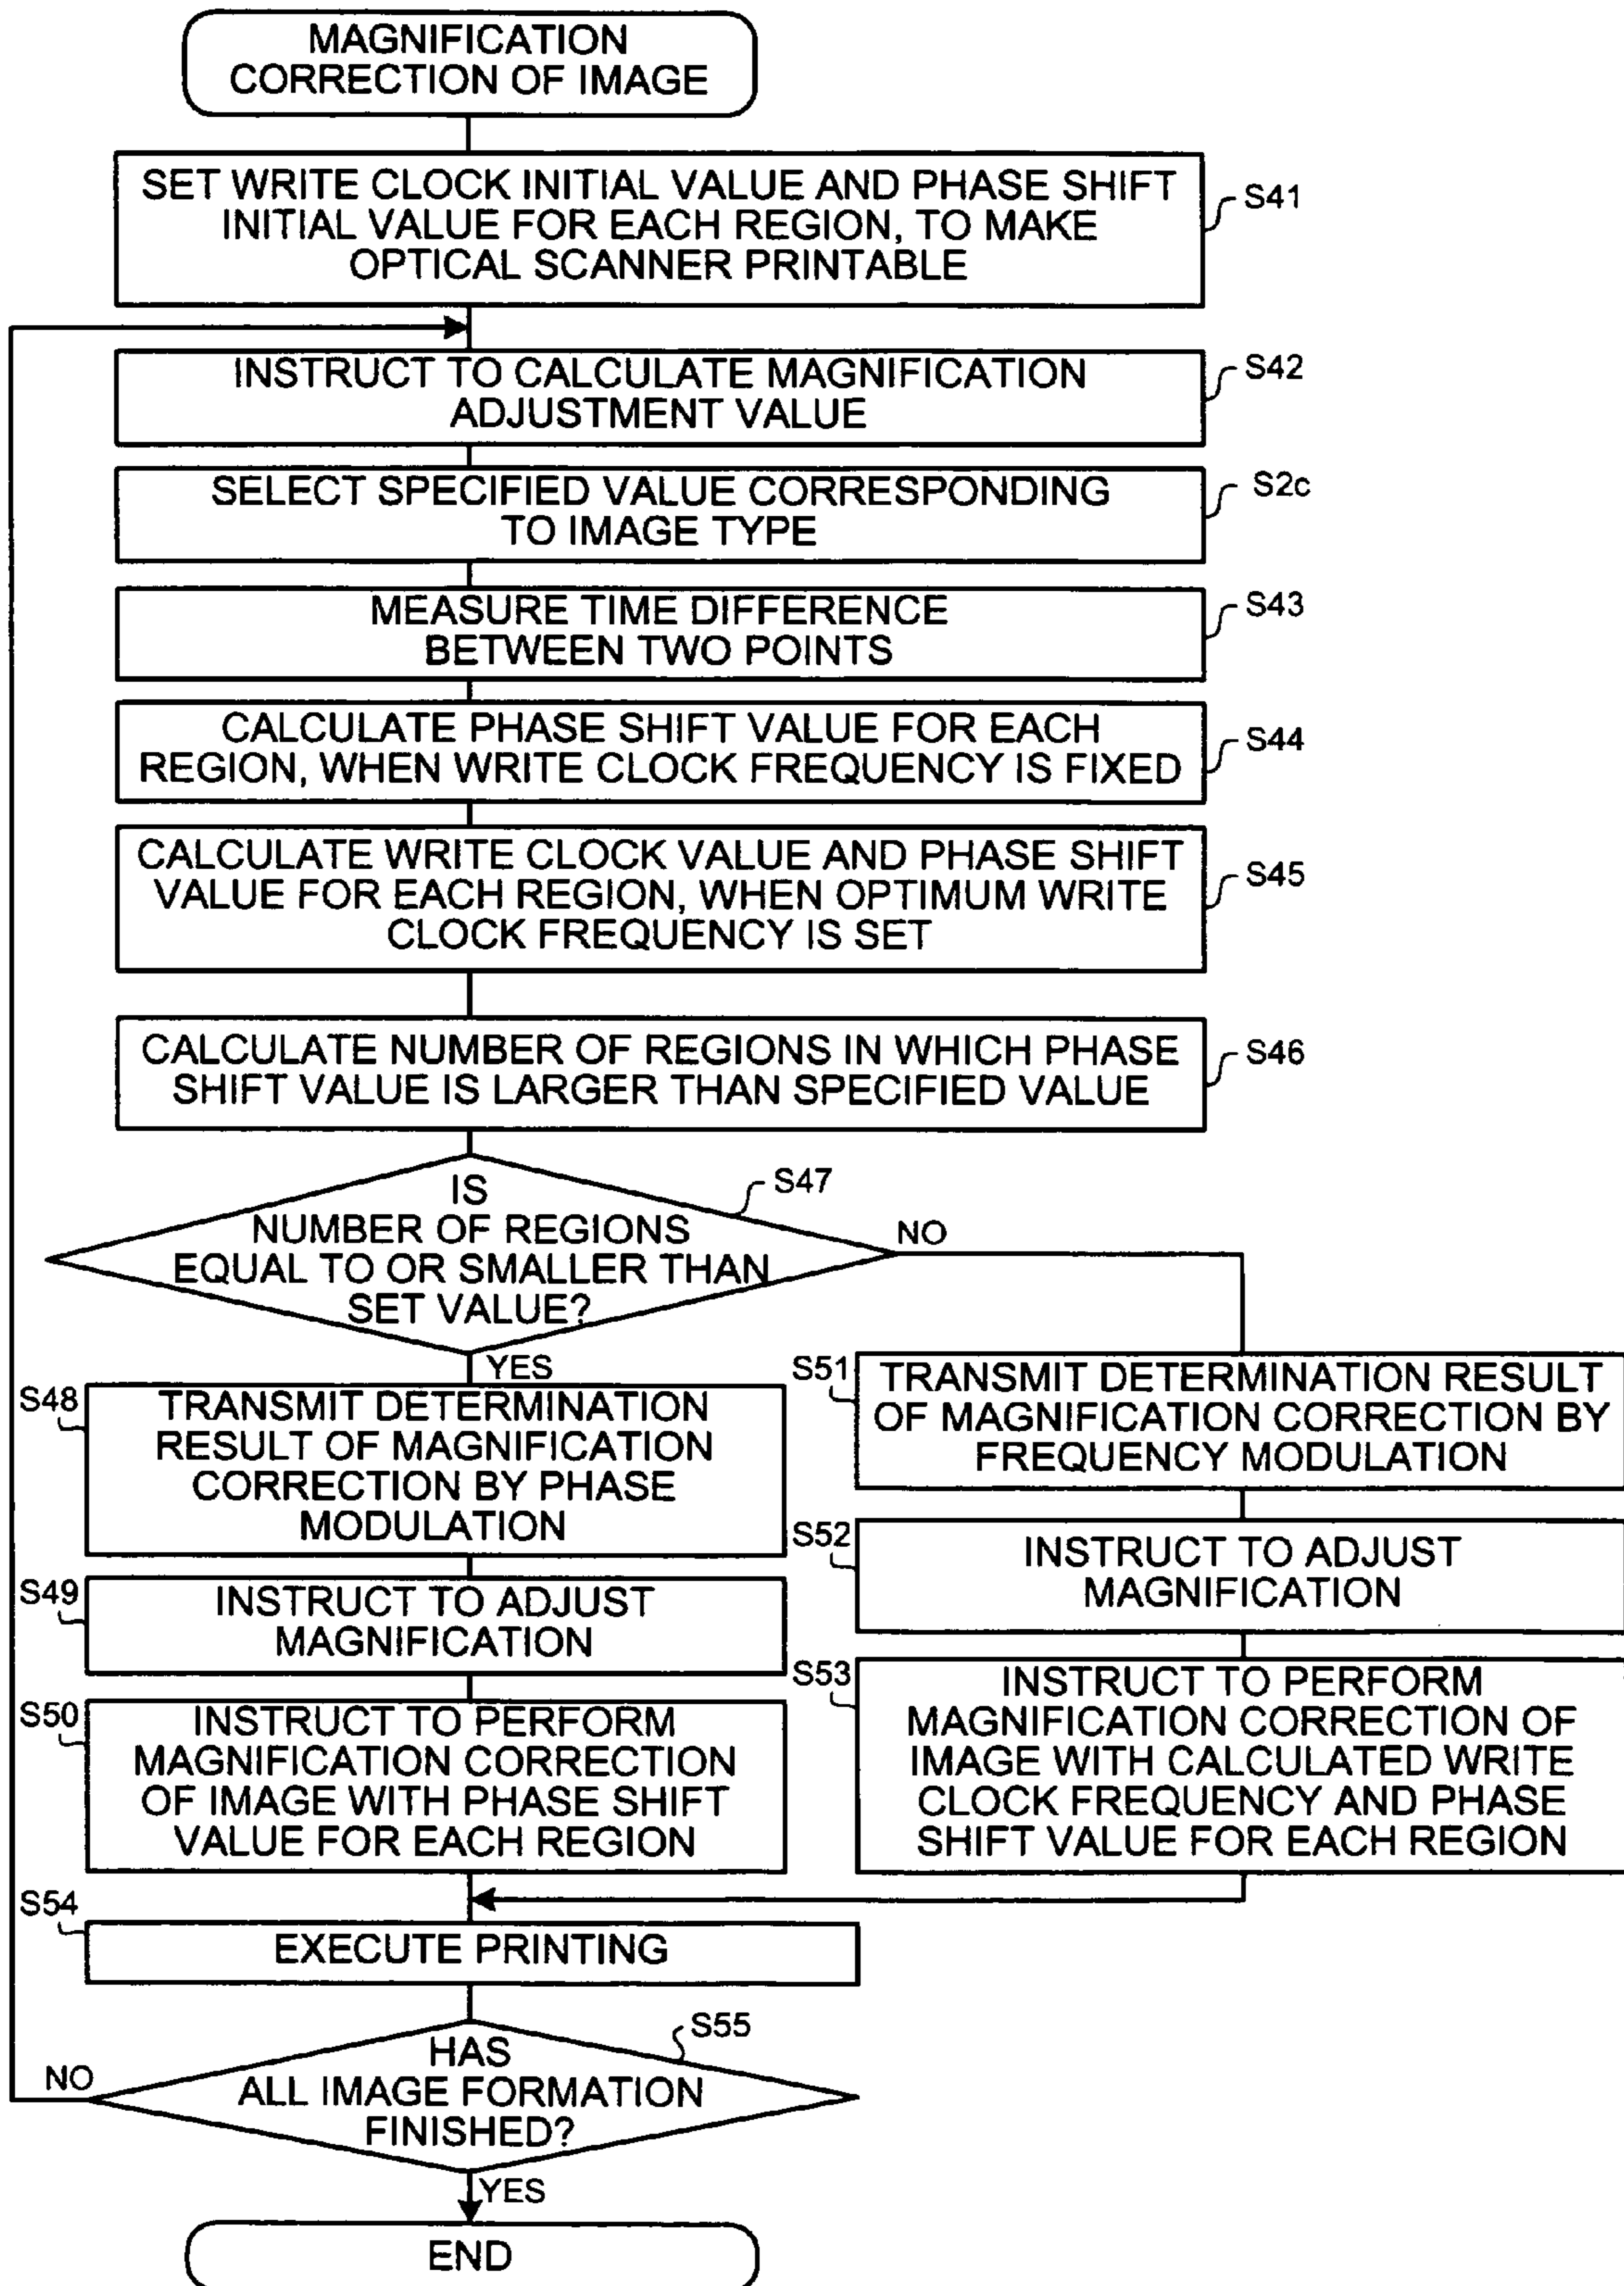 MAGNIFICATION
CORRECTION OF IMAGE
SET WRITE CLOCK INITIAL VALUE AND PHASE SHIFT
INITIAL VALUE FOR EACH REGION, TO MAKE
OPTICAL SCANNER PRINTABLE
S41
INSTRUCT TO CALCULATE MAGNIFICATION
ADJUSTMENT VALUE
S42
SELECT SPECIFIED VALUE CORRESPONDING
TO IMAGE TYPE
S2c
MEASURE TIME DIFFERENCE
BETWEEN TWO POINTS
S43
CALCULATE PHASE SHIFT VALUE FOR EACH
REGION, WHEN WRITE CLOCK FREQUENCY IS FIXED
S44
CALCULATE WRITE CLOCK VALUE AND PHASE SHIFT
VALUE FOR EACH REGION, WHEN OPTIMUM WRITE
CLOCK FREQUENCY IS SET
S45
CALCULATE NUMBER OF REGIONS IN WHICH PHASE
SHIFT VALUE IS LARGER THAN SPECIFIED VALUE
S46
IS
NUMBER OF REGIONS
EQUAL TO OR SMALLER THAN
SET VALUE?
S47
NO
YES
S48
TRANSMIT DETERMINATION
RESULT OF MAGNIFICATION
CORRECTION BY PHASE
MODULATION
S49
INSTRUCT TO ADJUST
MAGNIFICATION
S50
INSTRUCT TO PERFORM
MAGNIFICATION CORRECTION
OF IMAGE WITH PHASE SHIFT
VALUE FOR EACH REGION
S51
TRANSMIT DETERMINATION RESULT
OF MAGNIFICATION CORRECTION BY
FREQUENCY MODULATION
S52
INSTRUCT TO ADJUST
MAGNIFICATION
S53
INSTRUCT TO PERFORM
MAGNIFICATION CORRECTION OF
IMAGE WITH CALCULATED WRITE
CLOCK FREQUENCY AND PHASE
SHIFT VALUE FOR EACH REGION
S54
EXECUTE PRINTING
S55
HAS
ALL IMAGE FORMATION
FINISHED?
NO
YES
END